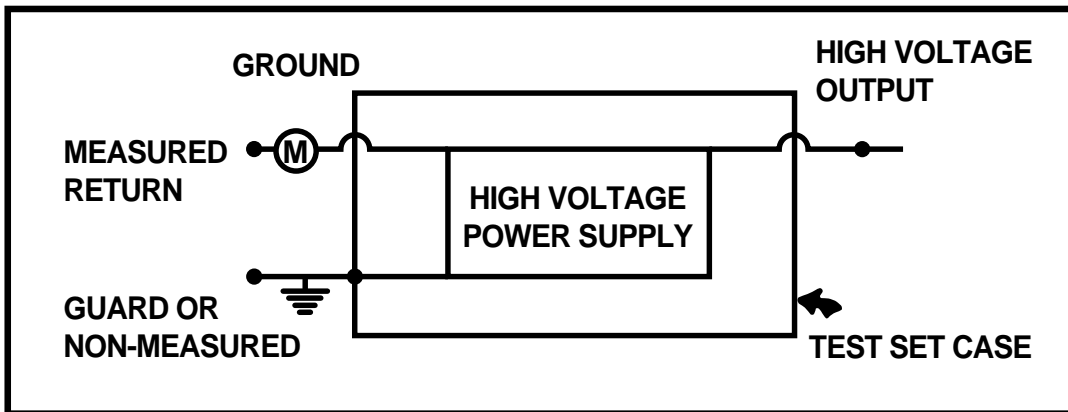 GROUND
HIGH VOLTAGE
OUTPUT
MEASURED
RETURN
M
HIGH VOLTAGE
POWER SUPPLY
GUARD OR
NON-MEASURED
TEST SET CASE